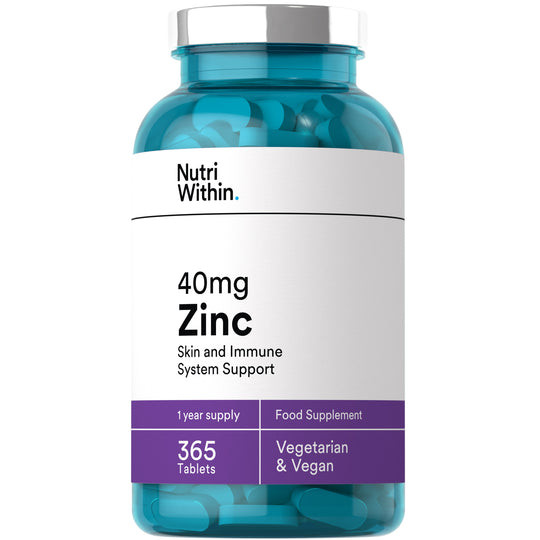 Nutri
Within.
40mg
Zinc
Skin and Immune
System Support
1 year supply
Food Supplement
365
Tablets
Vegetarian
& Vegan